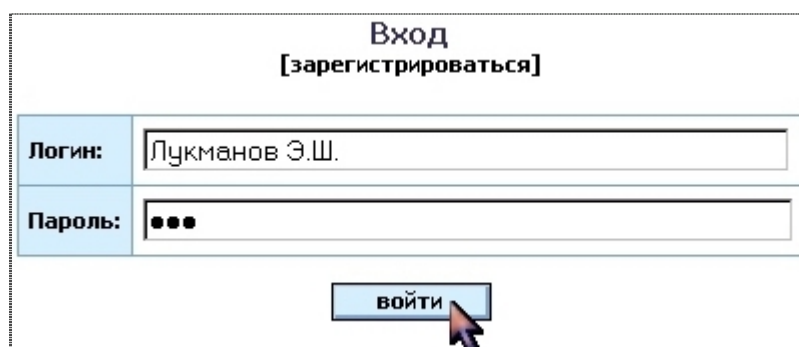 Вход
[зарегистрироваться]
Логин: Лукманов Э.Ш.
Пароль: ●●●
войти